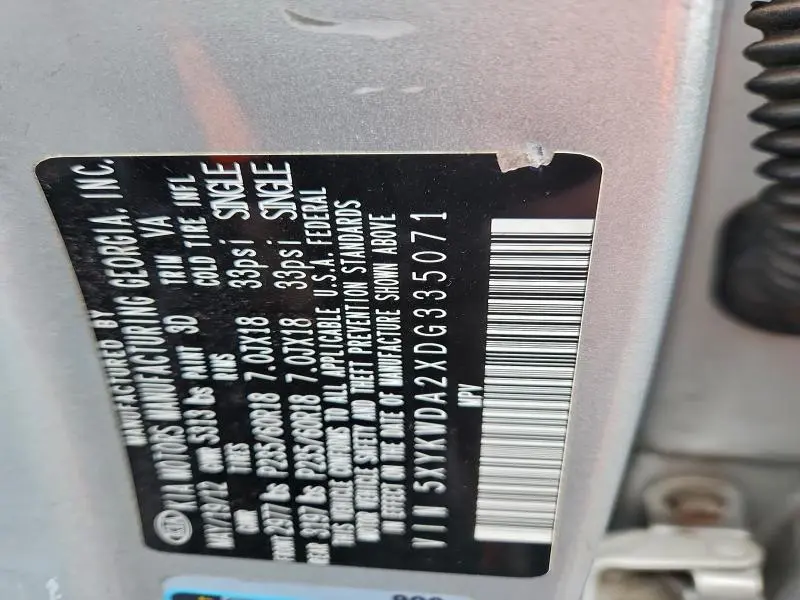 MANUFACTURED BY
KIA KIA MOTORS MANUFACTURING GEORGIA, INC.
MAY/19/12 GVWR 5313 lbs PAINT 3D TRIM VA
GAWR TIRES RIMS COLD TIRE INFL
FRONT 2977 lbs P235/60R18 7.0JX18 33psi SINGLE
REAR 3197 lbs P235/60R18 7.0JX18 33psi SINGLE
THIS VEHICLE CONFORMS TO ALL APPLICABLE U.S.A. FEDERAL
MOTOR VEHICLE SAFETY AND THEFT PREVENTION STANDARDS
IN EFFECT ON THE DATE OF MANUFACTURE SHOWN ABOVE
VIN 5XYKWDA2XDG335071
MPV